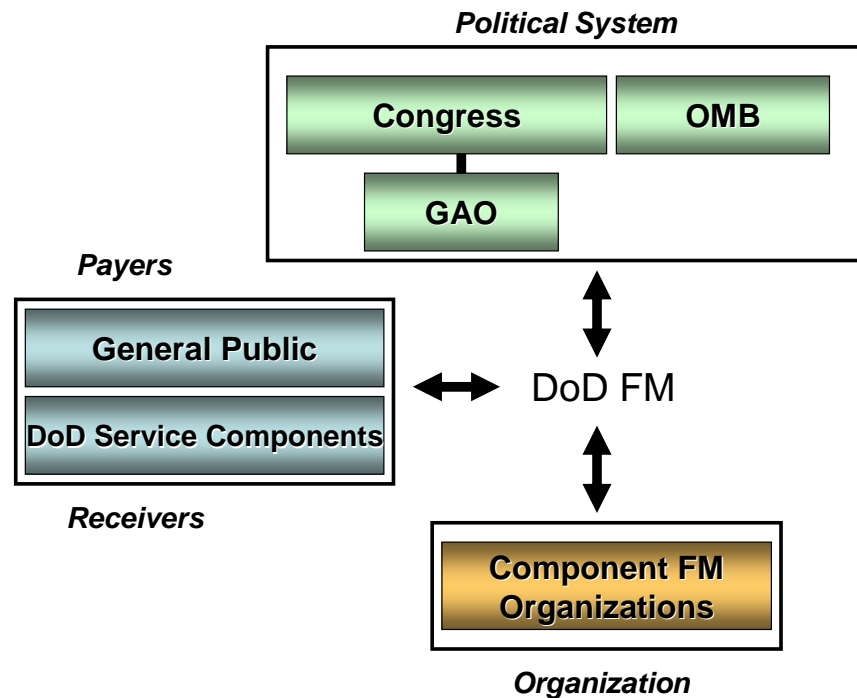 Political System
Congress
OMB
GAO
Payers
General Public
DoD FM
DoD Service Components
Receivers
Component FM
Organizations
Organization